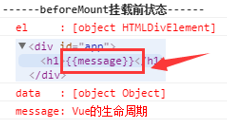 ------beforeMount挂载前状态------
el     : [object HTMLDivElement]
<div id="app">
<h1>{{message}}</h1>
</div>
data   : [object Object]
message: Vue的生命周期